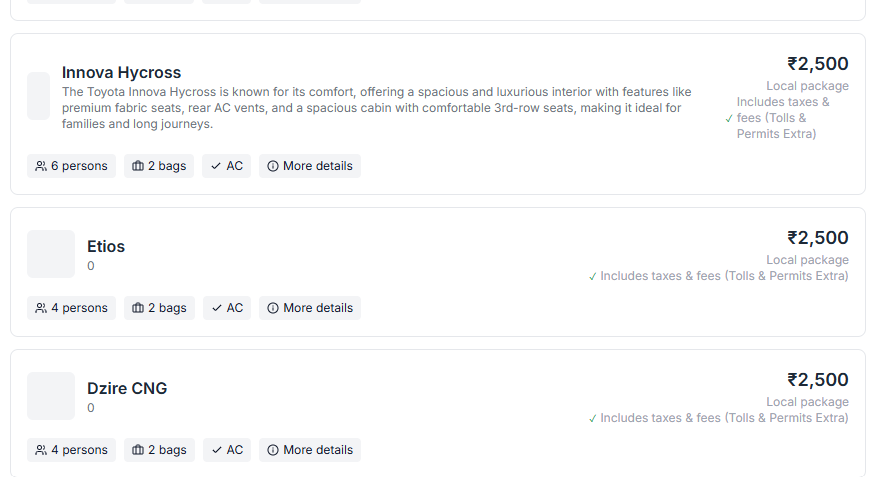 Innova Hycross
The Toyota Innova Hycross is known for its comfort, offering a spacious and luxurious interior with features like
premium fabric seats, rear AC vents, and a spacious cabin with comfortable 3rd-row seats, making it ideal for
families and long journeys.
₹2,500
Local package
✓ Includes taxes &
fees (Tolls &
Permits Extra)
6 persons
2 bags
✓ AC
More details
Etios
0
₹2,500
Local package
✓ Includes taxes & fees (Tolls & Permits Extra)
4 persons
2 bags
✓ AC
More details
Dzire CNG
0
₹2,500
Local package
✓ Includes taxes & fees (Tolls & Permits Extra)
4 persons
2 bags
✓ AC
More details